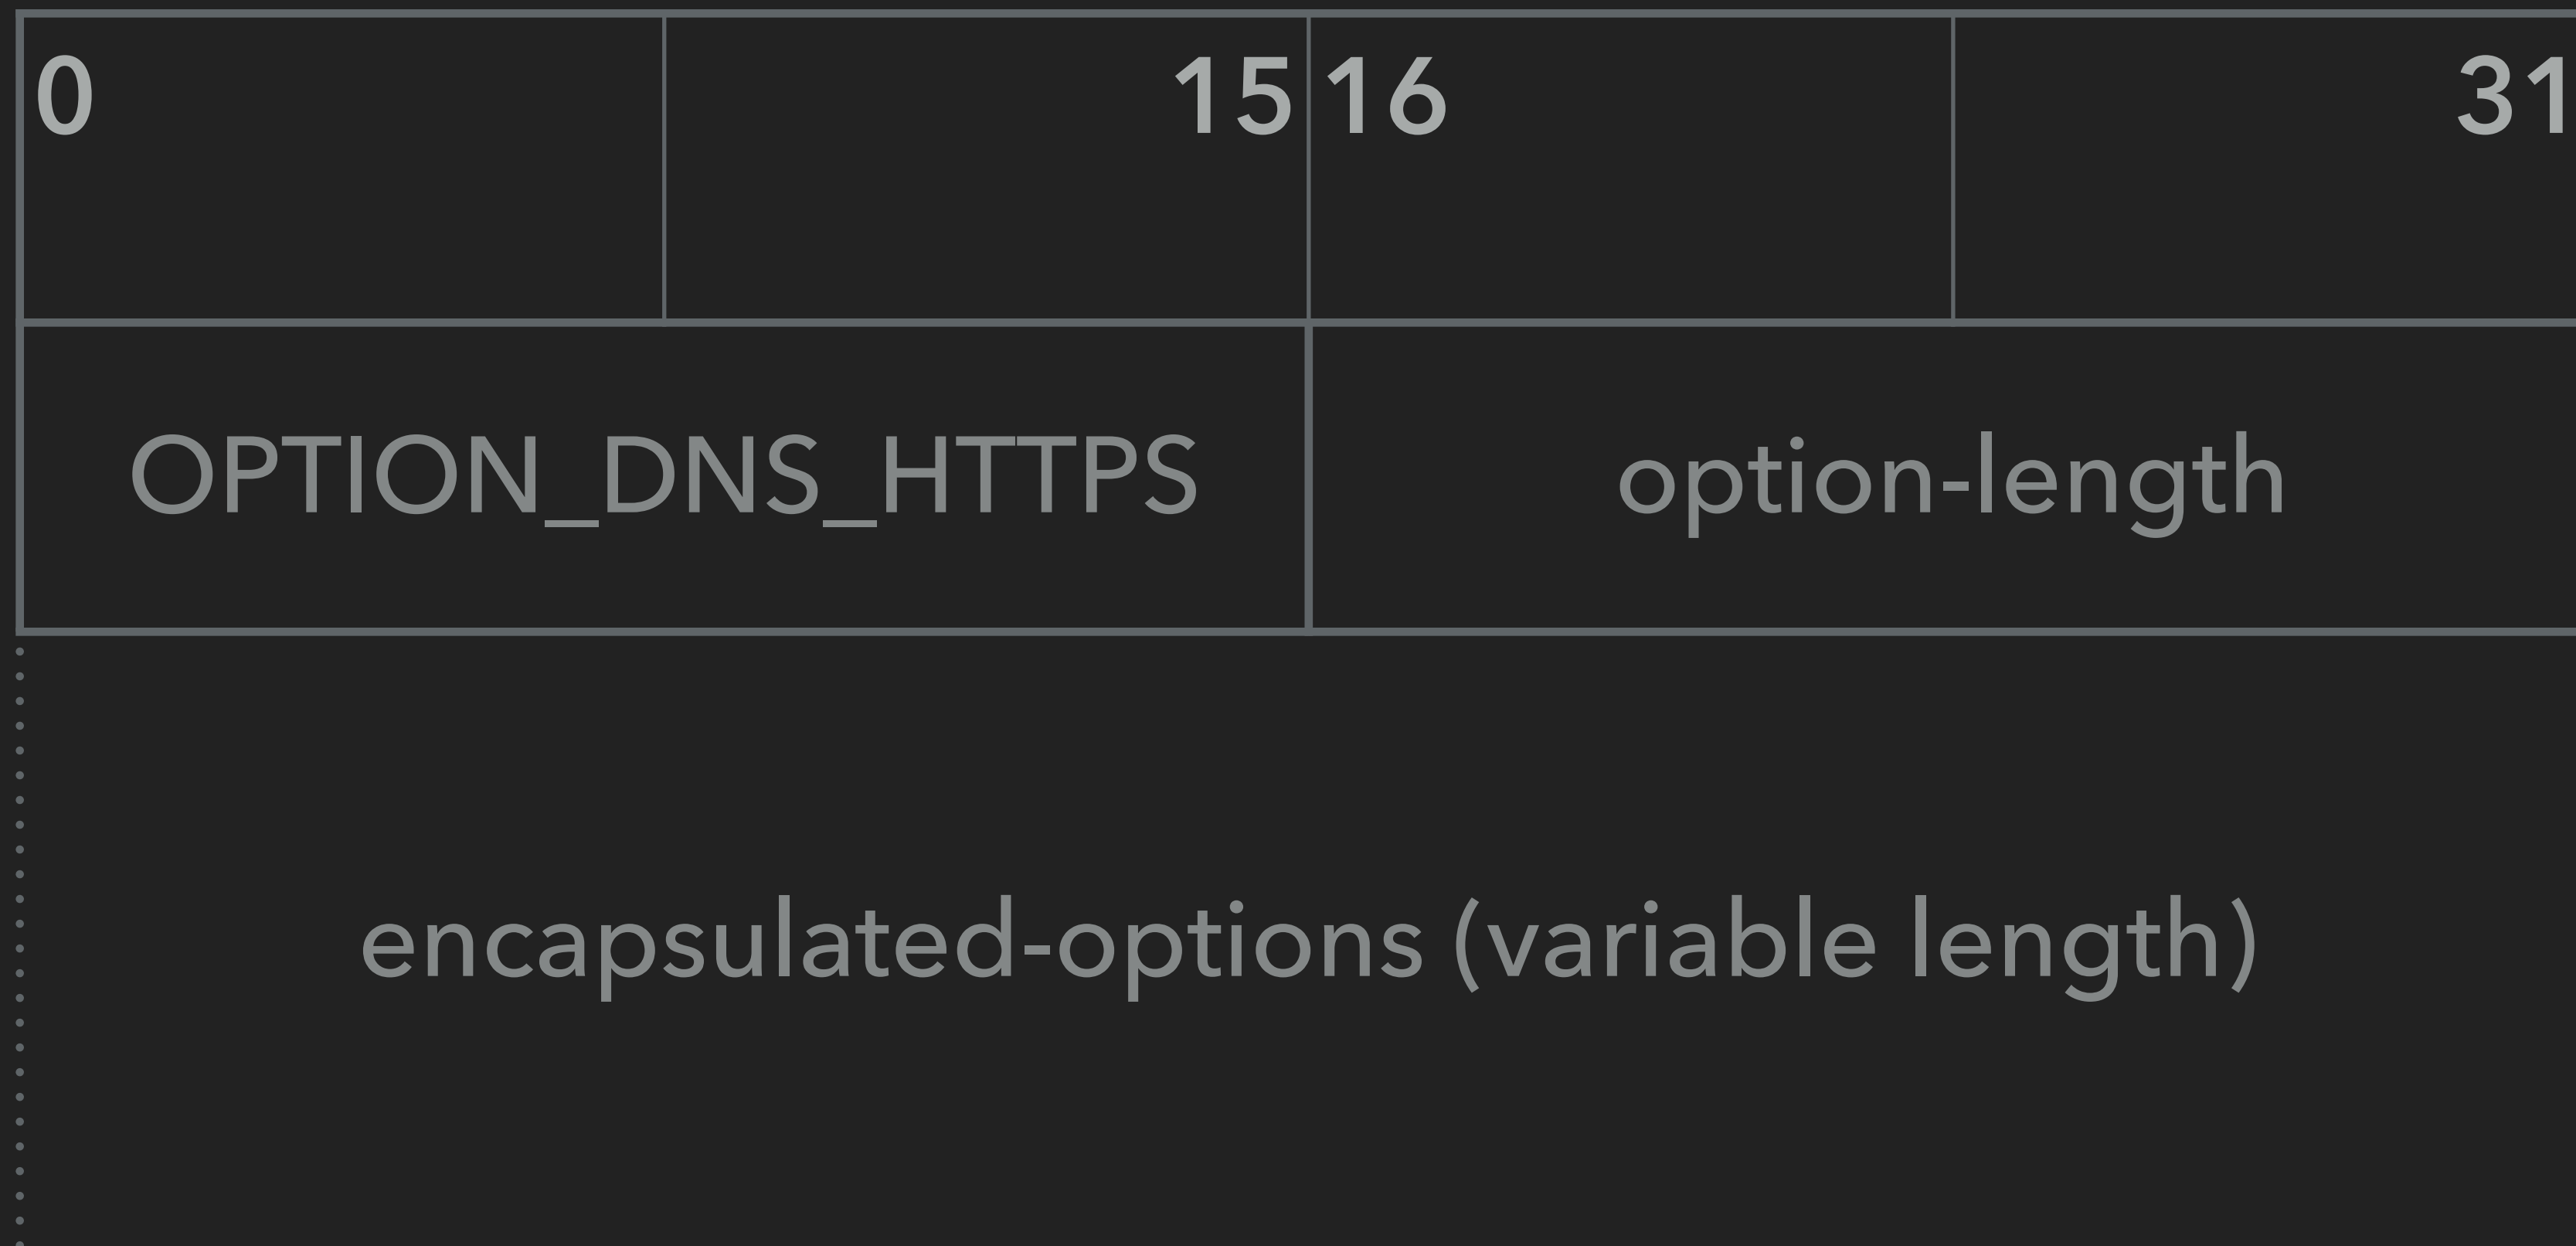 0 15 16 31
OPTION_DNS_HTTPS option-length
encapsulated-options (variable length)